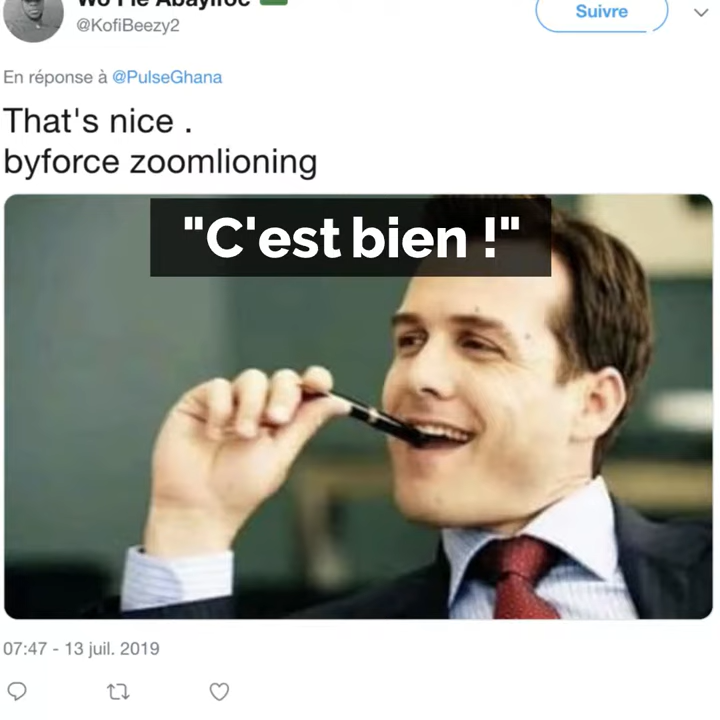 @KofiBeezy2
Suivre
En réponse à @PulseGhana
That's nice .
byforce zoomlioning
"C'est bien !"
07:47 - 13 juil. 2019